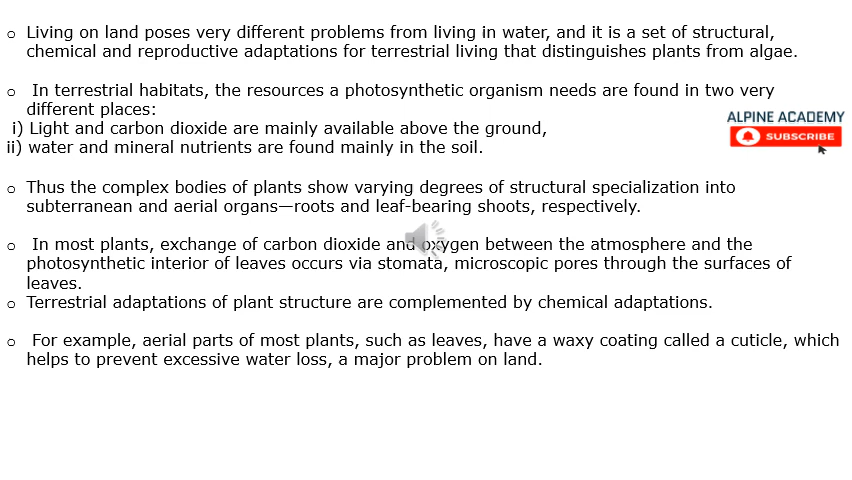 o Living on land poses very different problems from living in water, and it is a set of structural,
chemical and reproductive adaptations for terrestrial living that distinguishes plants from algae.
o In terrestrial habitats, the resources a photosynthetic organism needs are found in two very
different places:
i) Light and carbon dioxide are mainly available above the ground,
ii) water and mineral nutrients are found mainly in the soil.
ALPINE ACADEMY
SUBSCRIBE
o Thus the complex bodies of plants show varying degrees of structural specialization into
subterranean and aerial organs—roots and leaf-bearing shoots, respectively.
o In most plants, exchange of carbon dioxide and oxygen between the atmosphere and the
photosynthetic interior of leaves occurs via stomata, microscopic pores through the surfaces of
leaves.
o Terrestrial adaptations of plant structure are complemented by chemical adaptations.
o For example, aerial parts of most plants, such as leaves, have a waxy coating called a cuticle, which
helps to prevent excessive water loss, a major problem on land.